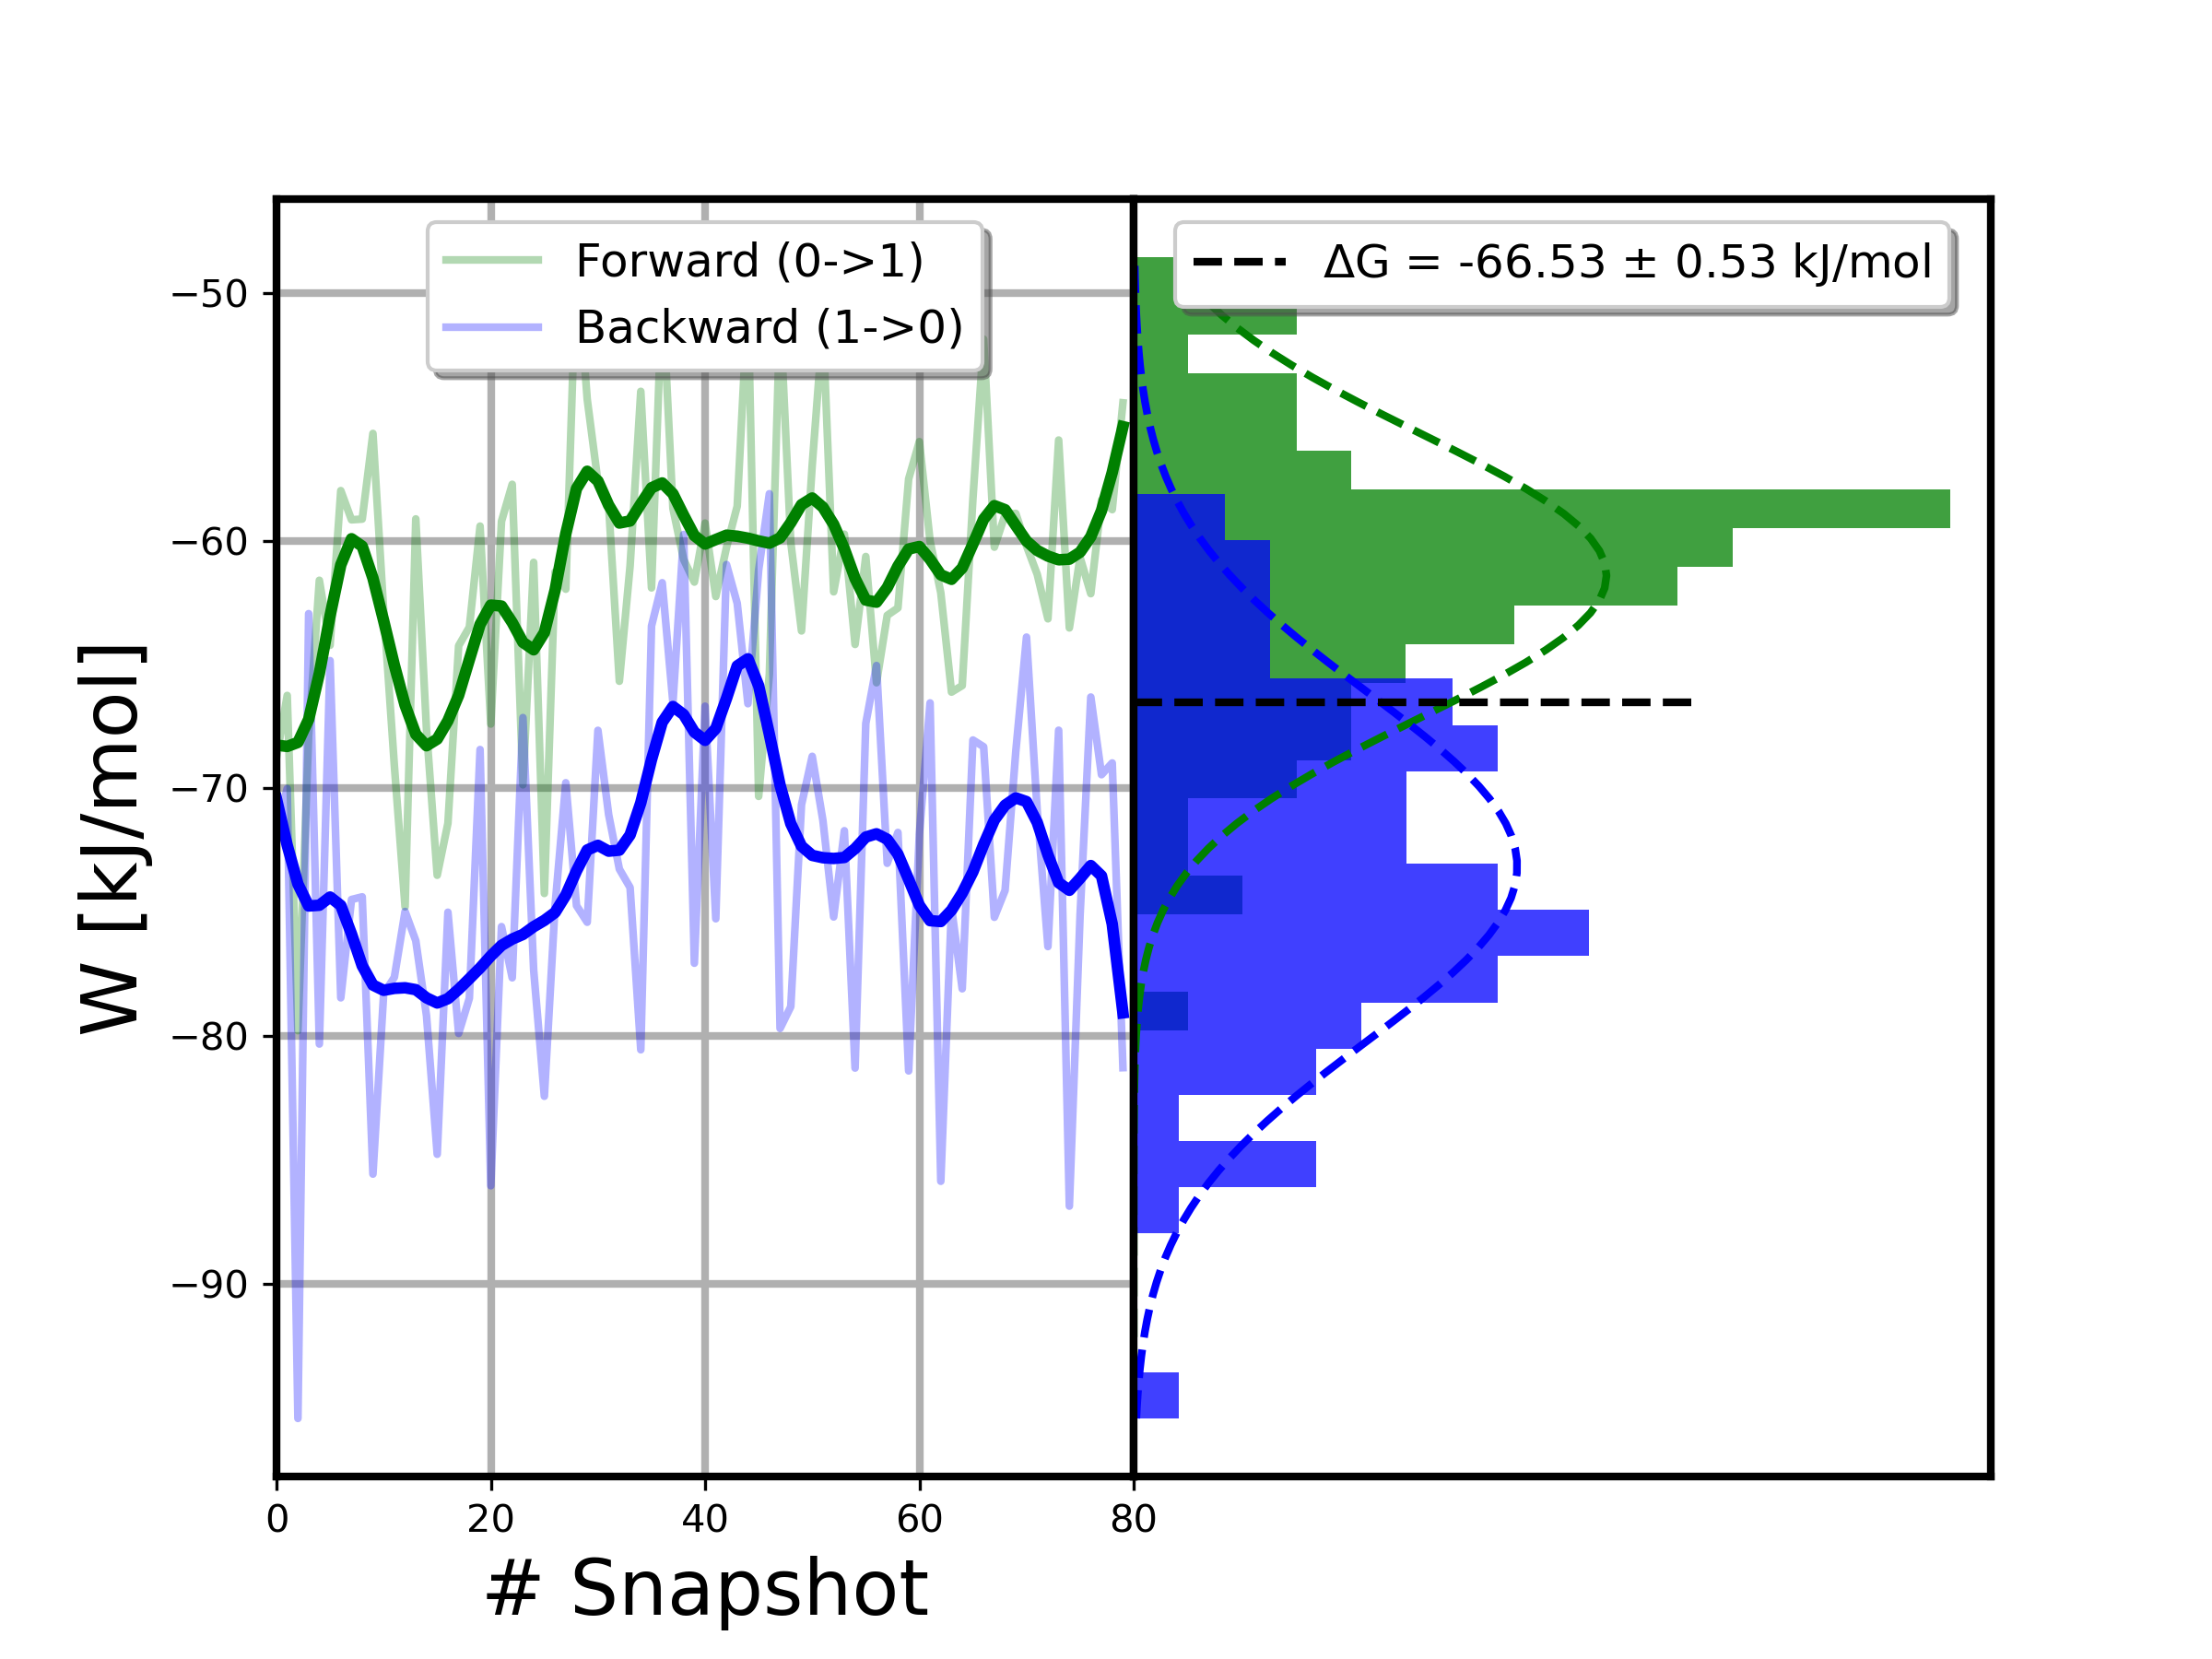 Forward (0->1)
Backward (1->0)
ΔG = -66.53 ± 0.53 kJ/mol
W [kJ/mol]
−50
−60
−70
−80
−90
0 20 40 60 80
# Snapshot